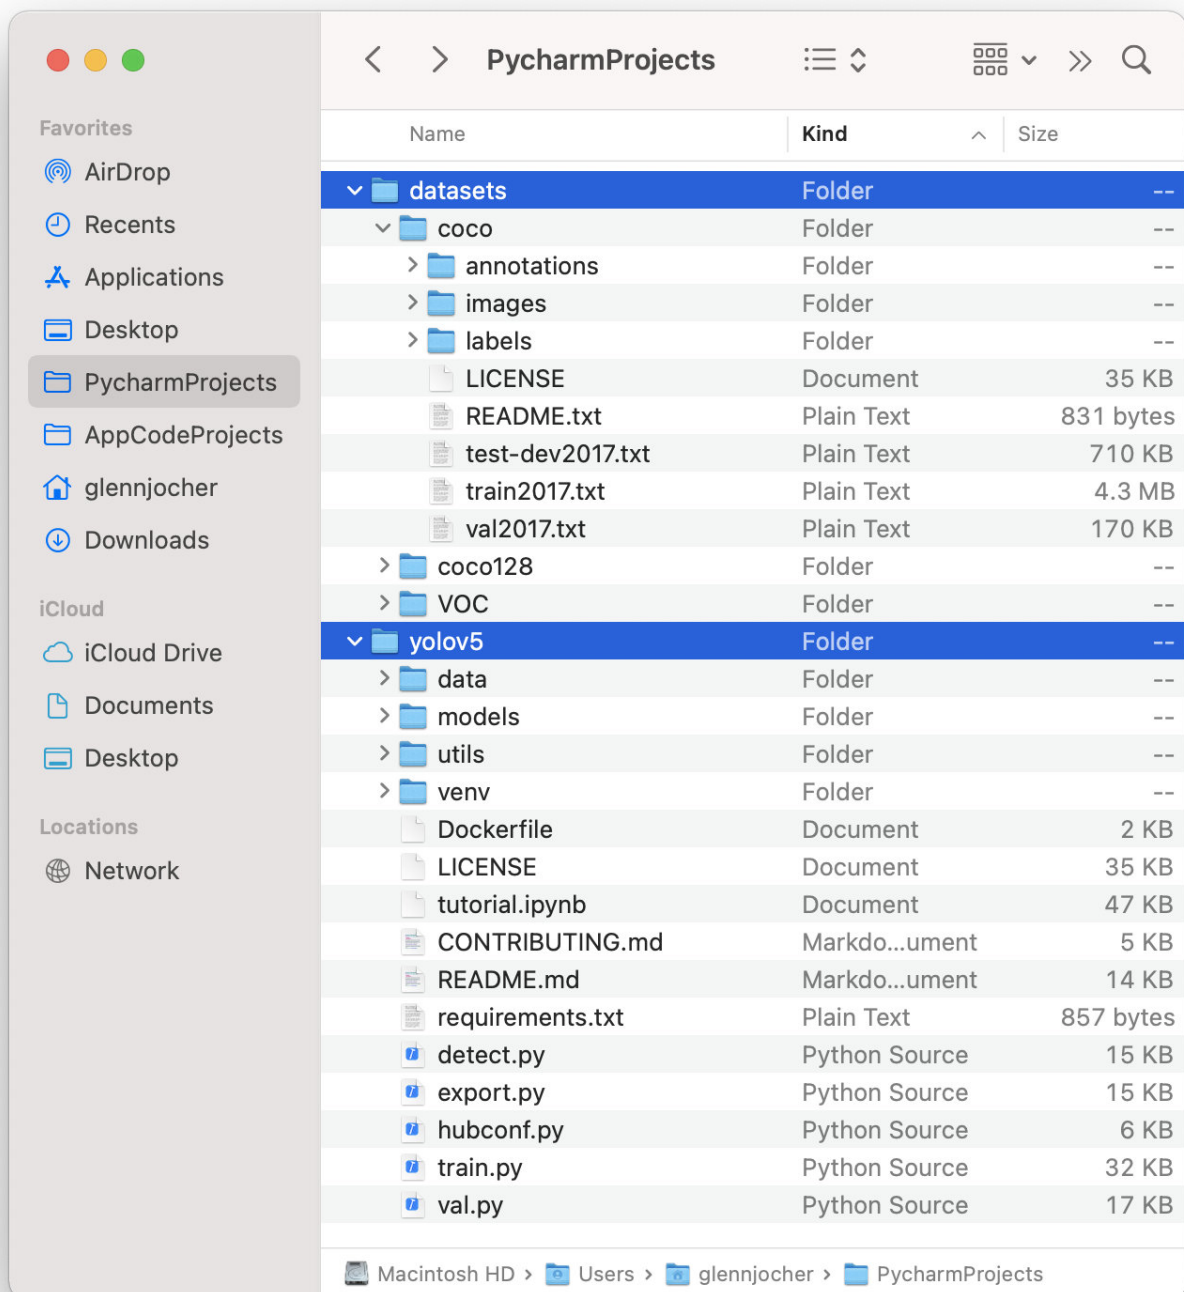 PycharmProjects
Favorites
AirDrop
Recents
Applications
Desktop
PycharmProjects
AppCodeProjects
glennjocher
Downloads
iCloud
iCloud Drive
Documents
Desktop
Locations
Network
Name Kind Size
datasets Folder --
coco Folder --
annotations Folder --
images Folder --
labels Folder --
LICENSE Document 35 KB
README.txt Plain Text 831 bytes
test-dev2017.txt Plain Text 710 KB
train2017.txt Plain Text 4.3 MB
val2017.txt Plain Text 170 KB
coco128 Folder --
VOC Folder --
yolov5 Folder --
data Folder --
models Folder --
utils Folder --
venv Folder --
Dockerfile Document 2 KB
LICENSE Document 35 KB
tutorial.ipynb Document 47 KB
CONTRIBUTING.md Markdo...ument 5 KB
README.md Markdo...ument 14 KB
requirements.txt Plain Text 857 bytes
detect.py Python Source 15 KB
export.py Python Source 15 KB
hubconf.py Python Source 6 KB
train.py Python Source 32 KB
val.py Python Source 17 KB
Macintosh HD › Users › glennjocher › PycharmProjects